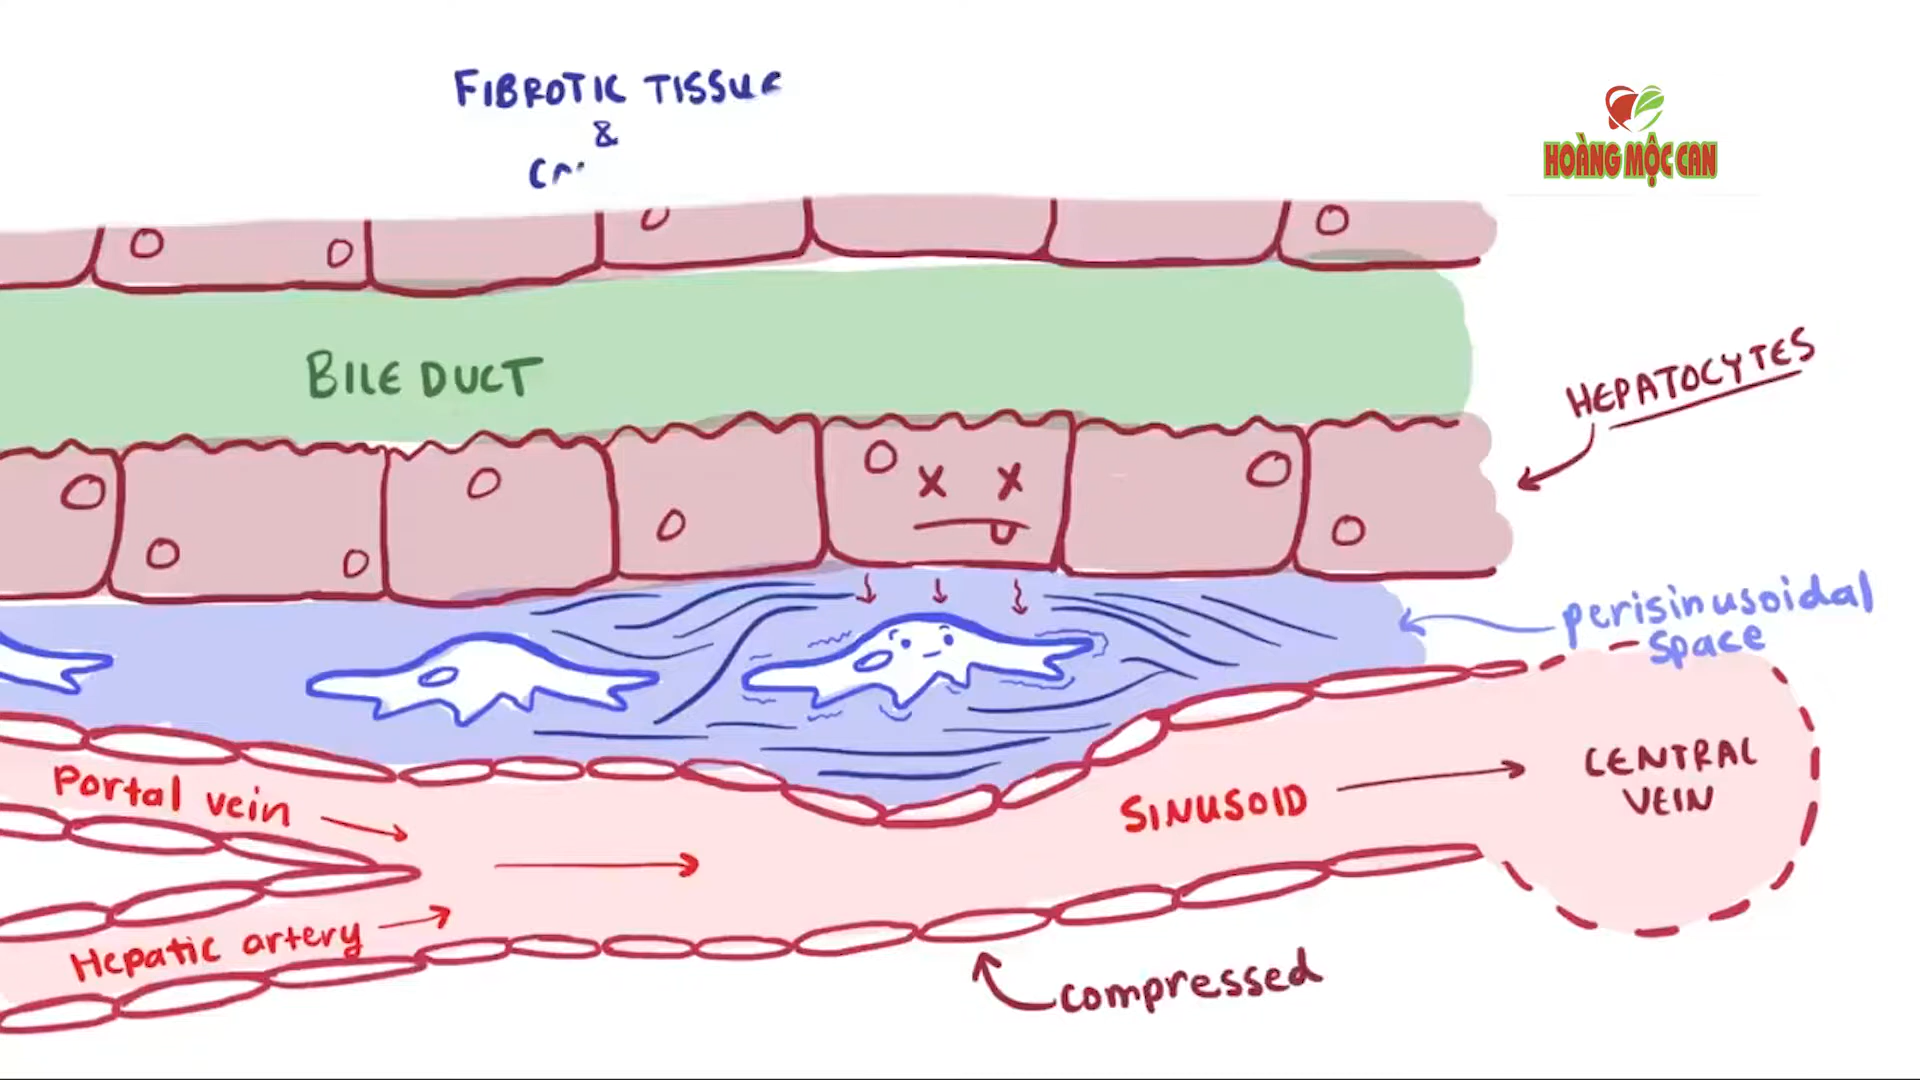 FIBROTIC TISSUE
&
HOÀNG MỘC CAN
BILE DUCT
HEPATOCYTES
perisinusoidal
space
Portal vein
SINUSOID
CENTRAL
VEIN
Hepatic artery
compressed